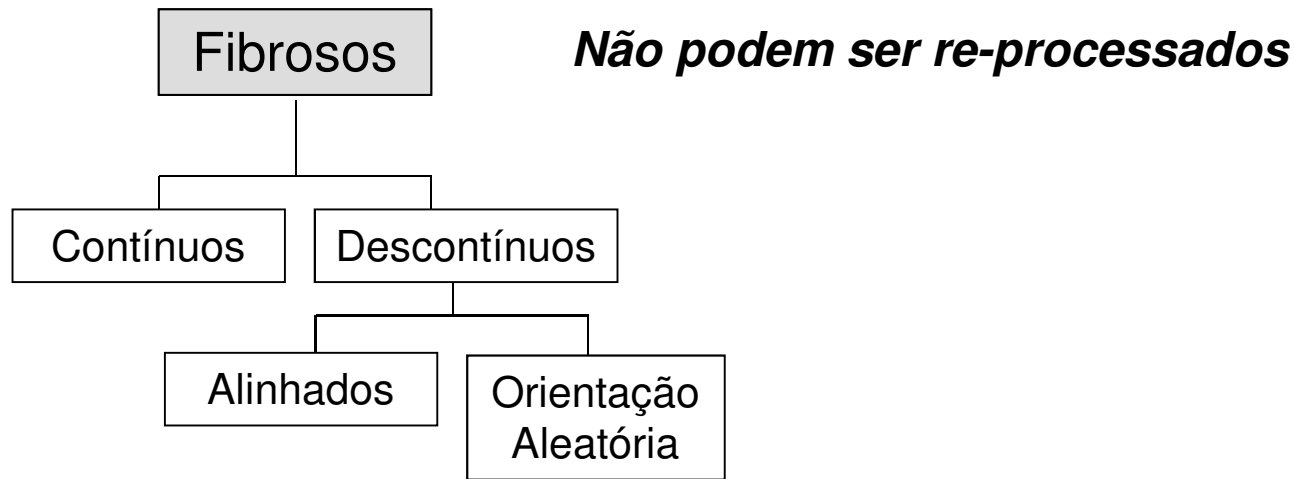 Fibrosos
Não podem ser re-processados
Contínuos
Descontínuos
Alinhados
Orientação
Aleatória